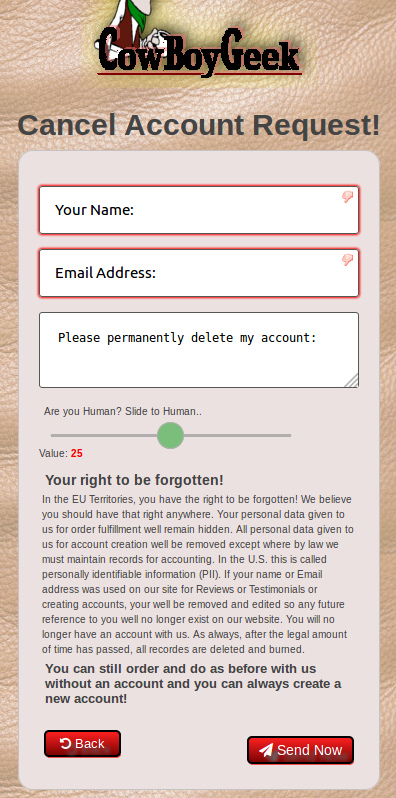 CowBoyGeek
Cancel Account Request!
Your Name:
Email Address:
Please permanently delete my account:
Are you Human? Slide to Human..
Value: 25
Your right to be forgotten!
In the EU Territories, you have the right to be forgotten! We believe
you should have that right anywhere. Your personal data given to
us for order fulfillment well remain hidden. All personal data given to
us for account creation well be removed except where by law we
must maintain records for accounting. In the U.S. this is called
personally identifiable information (PII). If your name or Email
address was used on our site for Reviews or Testimonials or
creating accounts, your well be removed and edited so any future
reference to you well no longer exist on our website. You will no
longer have an account with us. As always, after the legal amount
of time has passed, all recordes are deleted and burned.
You can still order and do as before with us
without an account and you can always create a
new account!
Back
Send Now